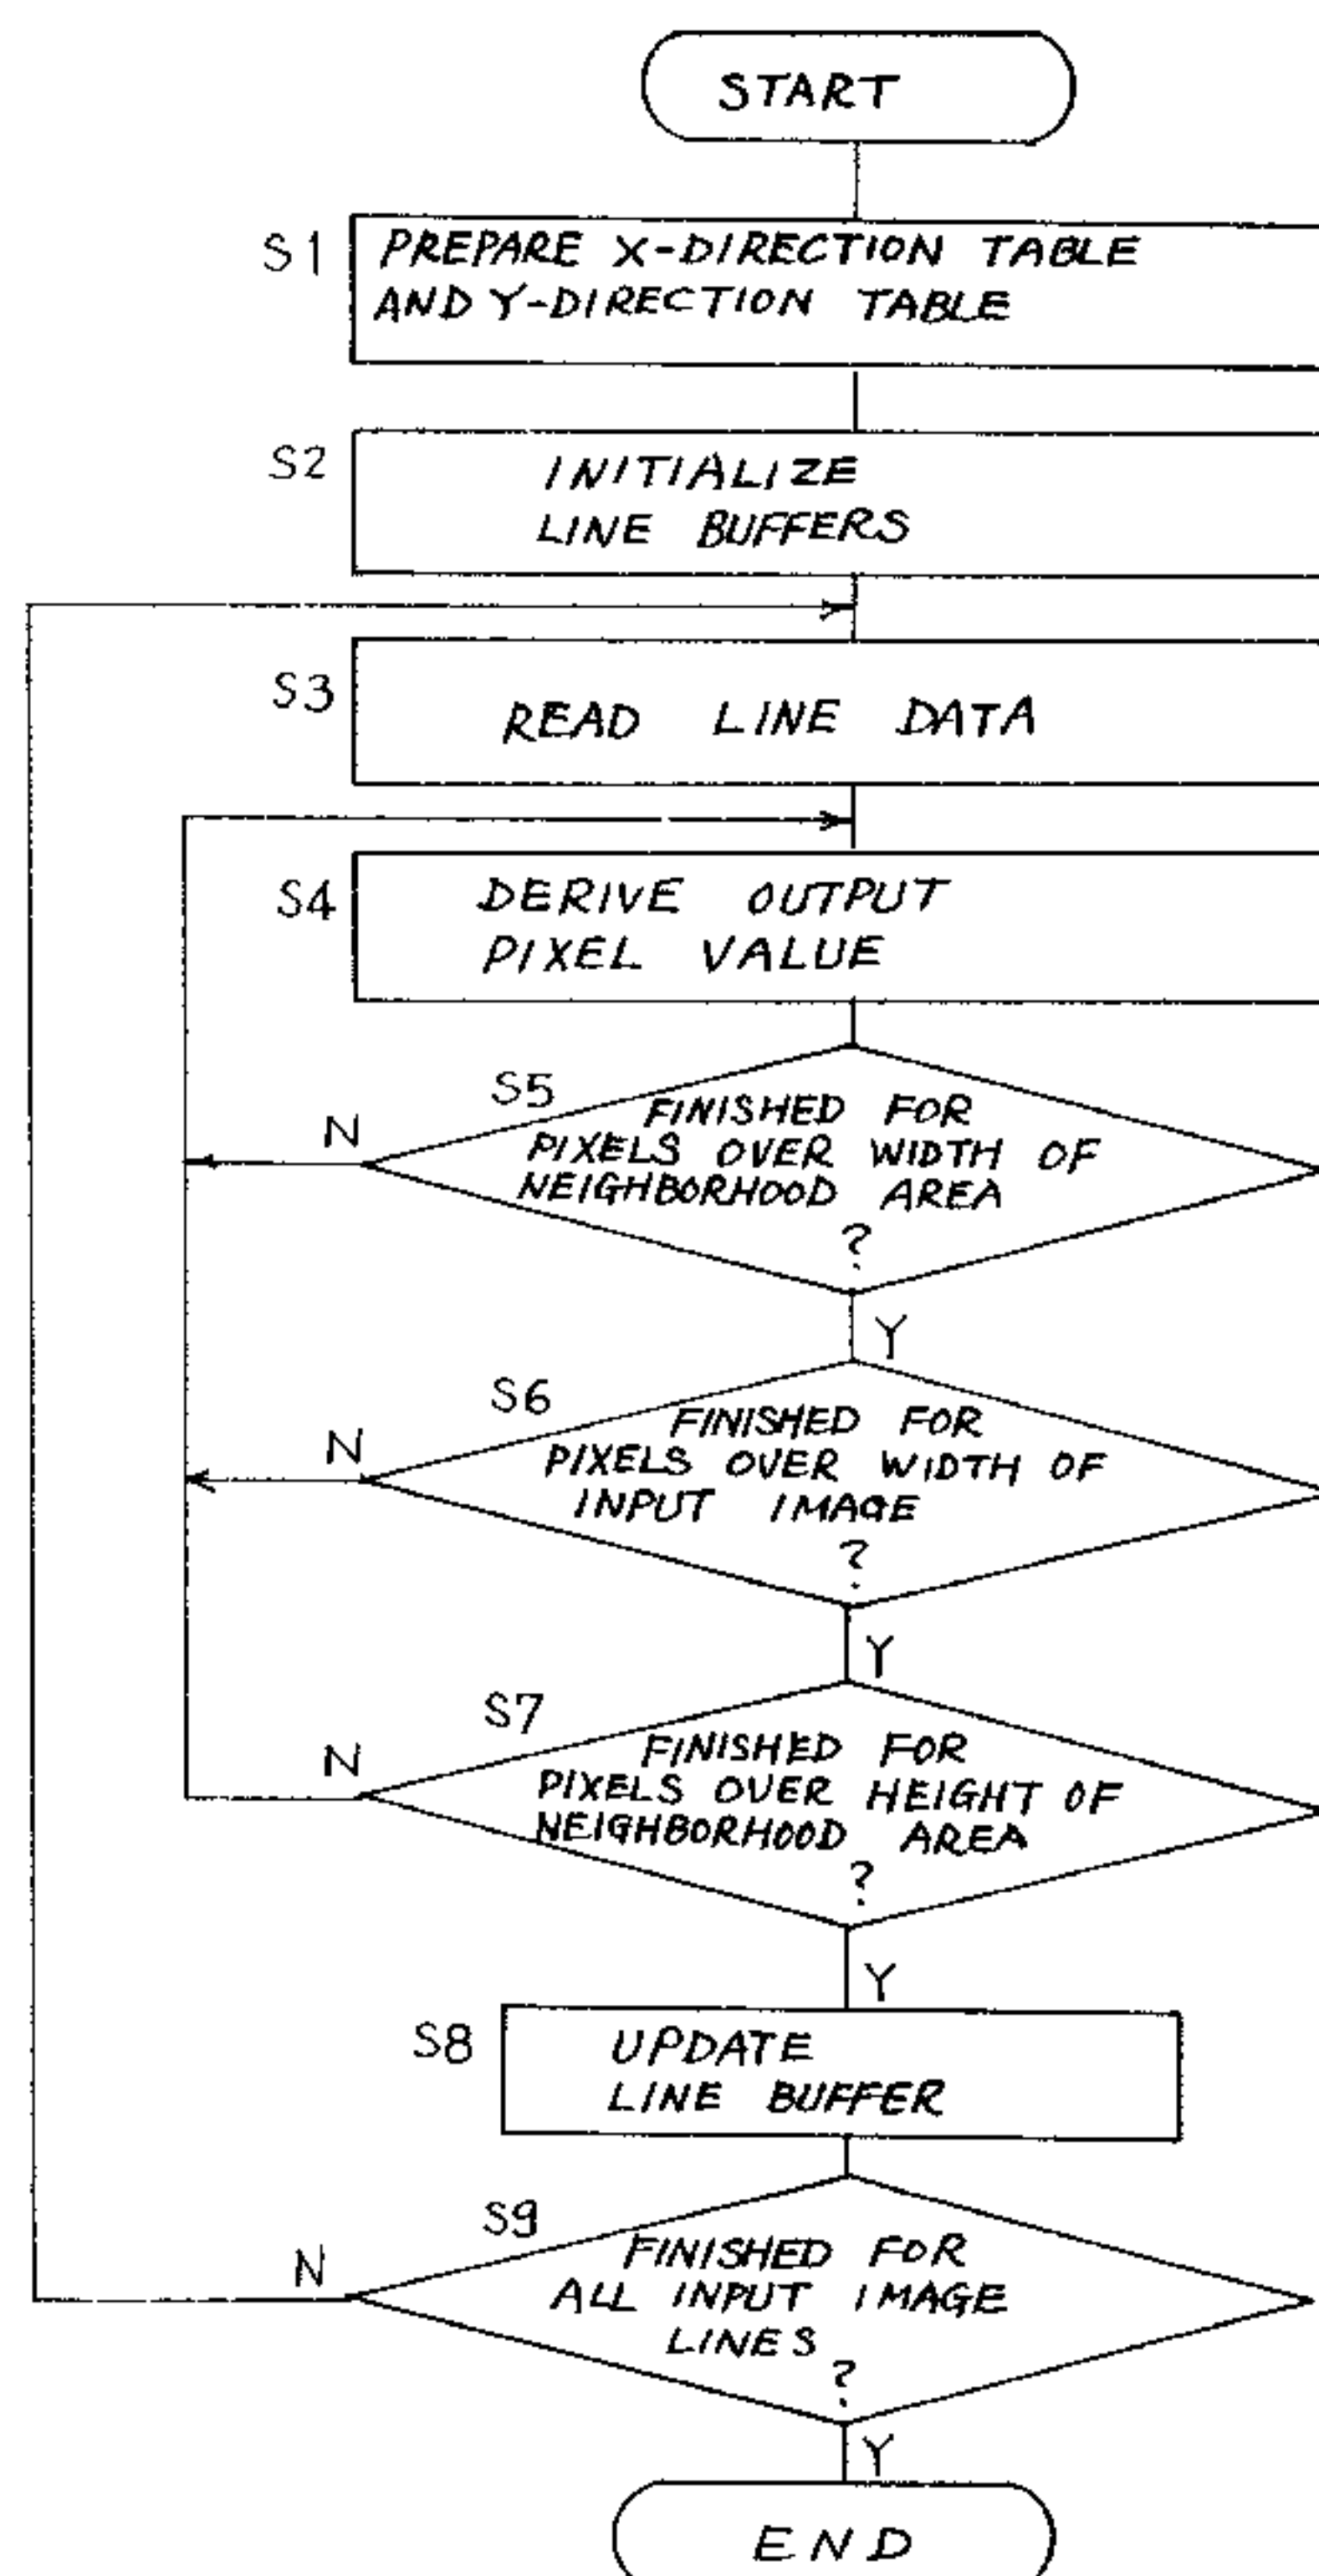 START
S1
PREPARE X-DIRECTION TABLE
AND Y-DIRECTION TABLE
S2
INITIALIZE
LINE BUFFERS
S3
READ LINE DATA
S4
DERIVE OUTPUT
PIXEL VALUE
S5
N
FINISHED FOR
PIXELS OVER WIDTH OF
NEIGHBORHOOD AREA
?
Y
S6
N
FINISHED FOR
PIXELS OVER WIDTH OF
INPUT IMAGE
?
Y
S7
N
FINISHED FOR
PIXELS OVER HEIGHT OF
NEIGHBORHOOD AREA
?
Y
S8
UPDATE
LINE BUFFER
S9
N
FINISHED FOR
ALL INPUT IMAGE
LINES
?
Y
END